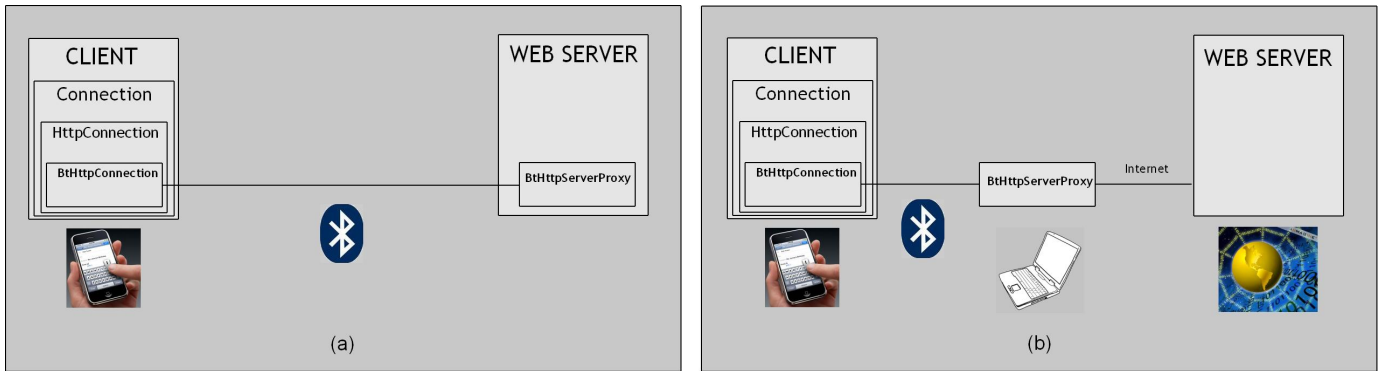 CLIENT
Connection
HttpConnection
BtHttpConnection
WEB SERVER
BtHttpServerProxy
(a)
CLIENT
Connection
HttpConnection
BtHttpConnection
BtHttpServerProxy
Internet
WEB SERVER
(b)